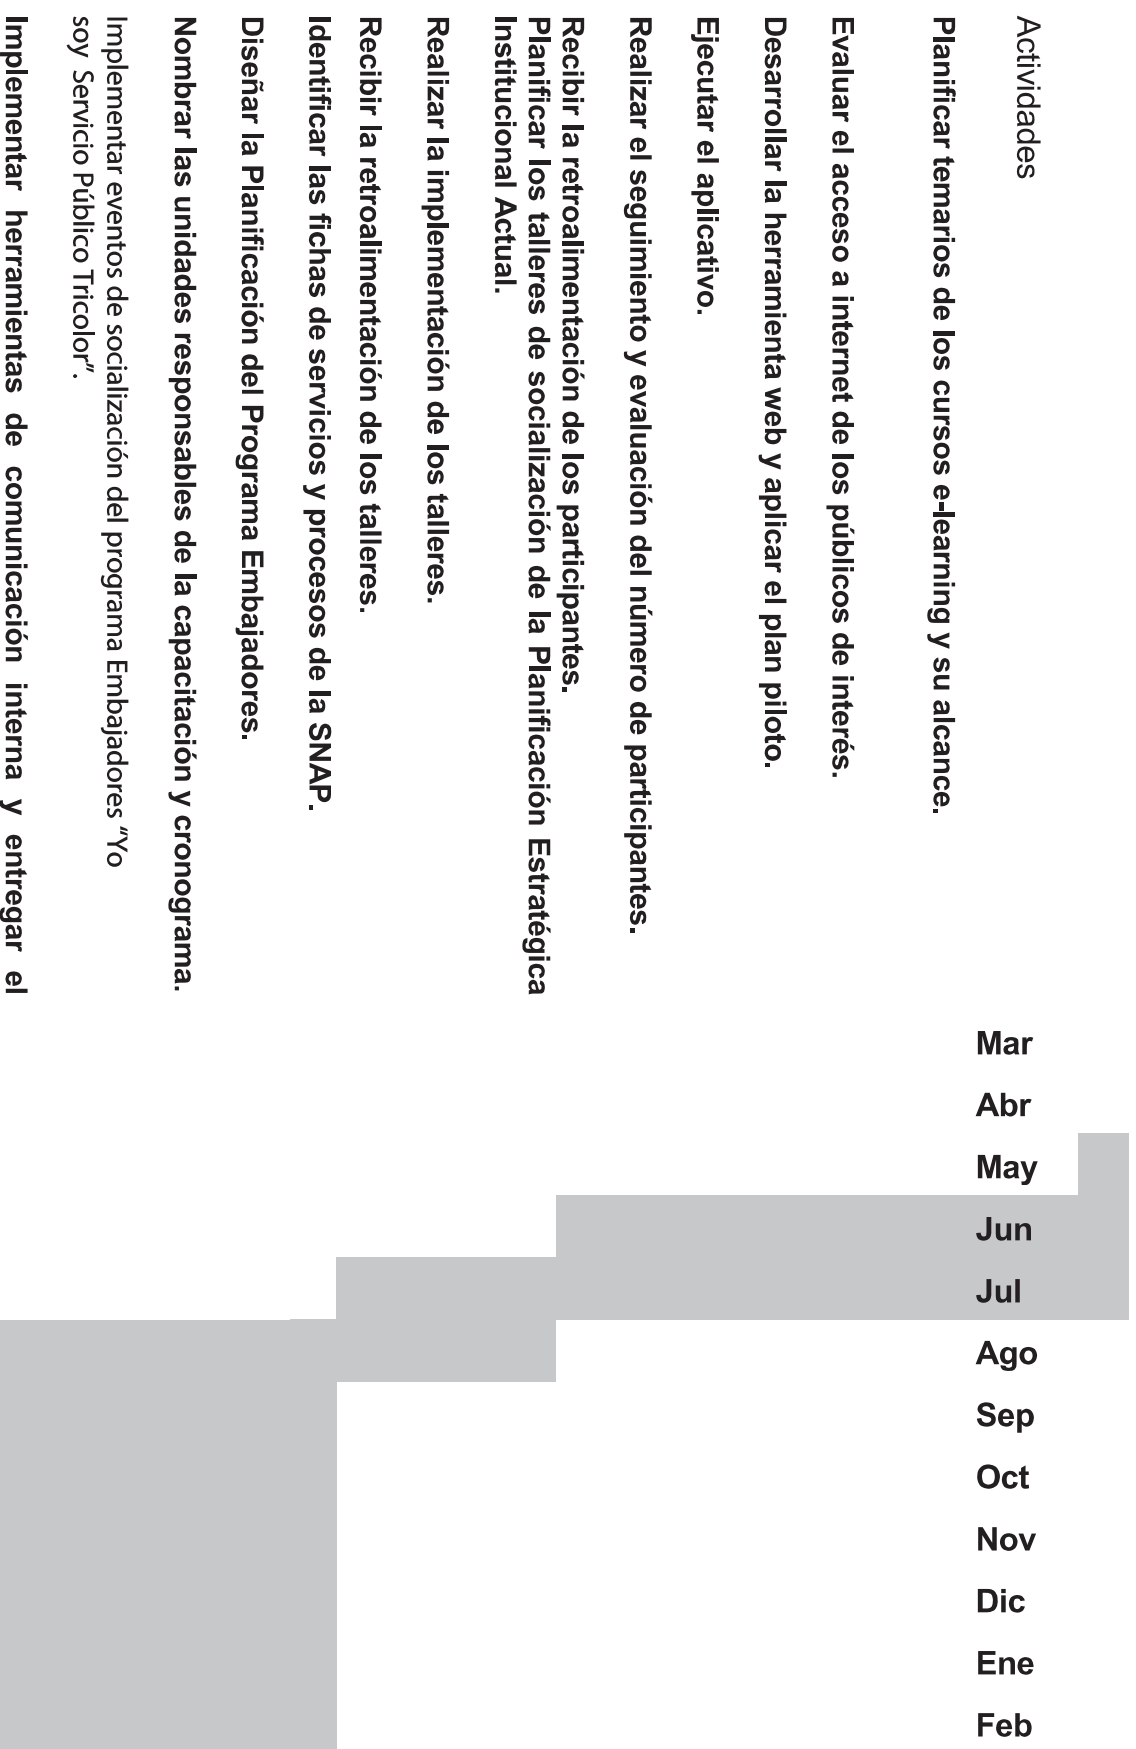 Actividades
Mar
Abr
May
Jun
Jul
Ago
Sep
Oct
Nov
Dic
Ene
Feb
Planificar temarios de los cursos e-learning y su alcance.
Evaluar el acceso a internet de los públicos de interés.
Desarrollar la herramienta web y aplicar el plan piloto.
Ejecutar el aplicativo.
Realizar el seguimiento y evaluación del número de participantes.
Recibir la retroalimentación de los participantes.
Planificar los talleres de socialización de la Planificación Estratégica
Institucional Actual.
Realizar la implementación de los talleres.
Recibir la retroalimentación de los talleres.
Identificar las fichas de servicios y procesos de la SNAP.
Diseñar la Planificación del Programa Embajadores.
Nombrar las unidades responsables de la capacitación y cronograma.
Implementar eventos de socialización del programa Embajadores “Yo
soy Servicio Público Tricolor”.
Implementar herramientas de comunicación interna y entregar el